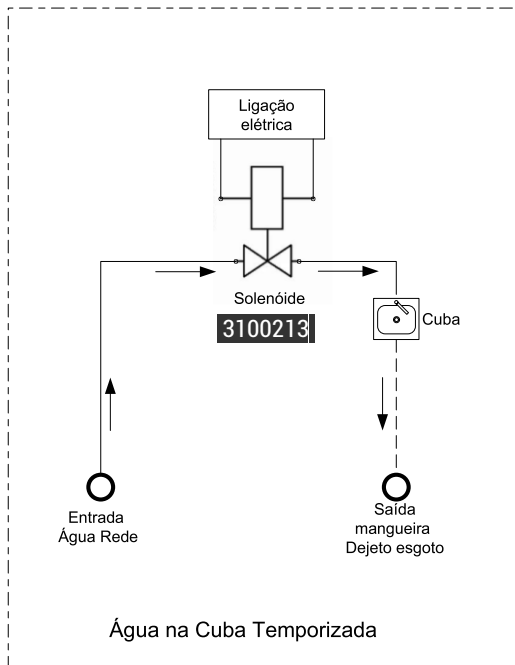 Ligação
elétrica
Solenóide
3100213
Cuba
Entrada
Água Rede
Saída
mangueira
Dejeto esgoto
Água na Cuba Temporizada